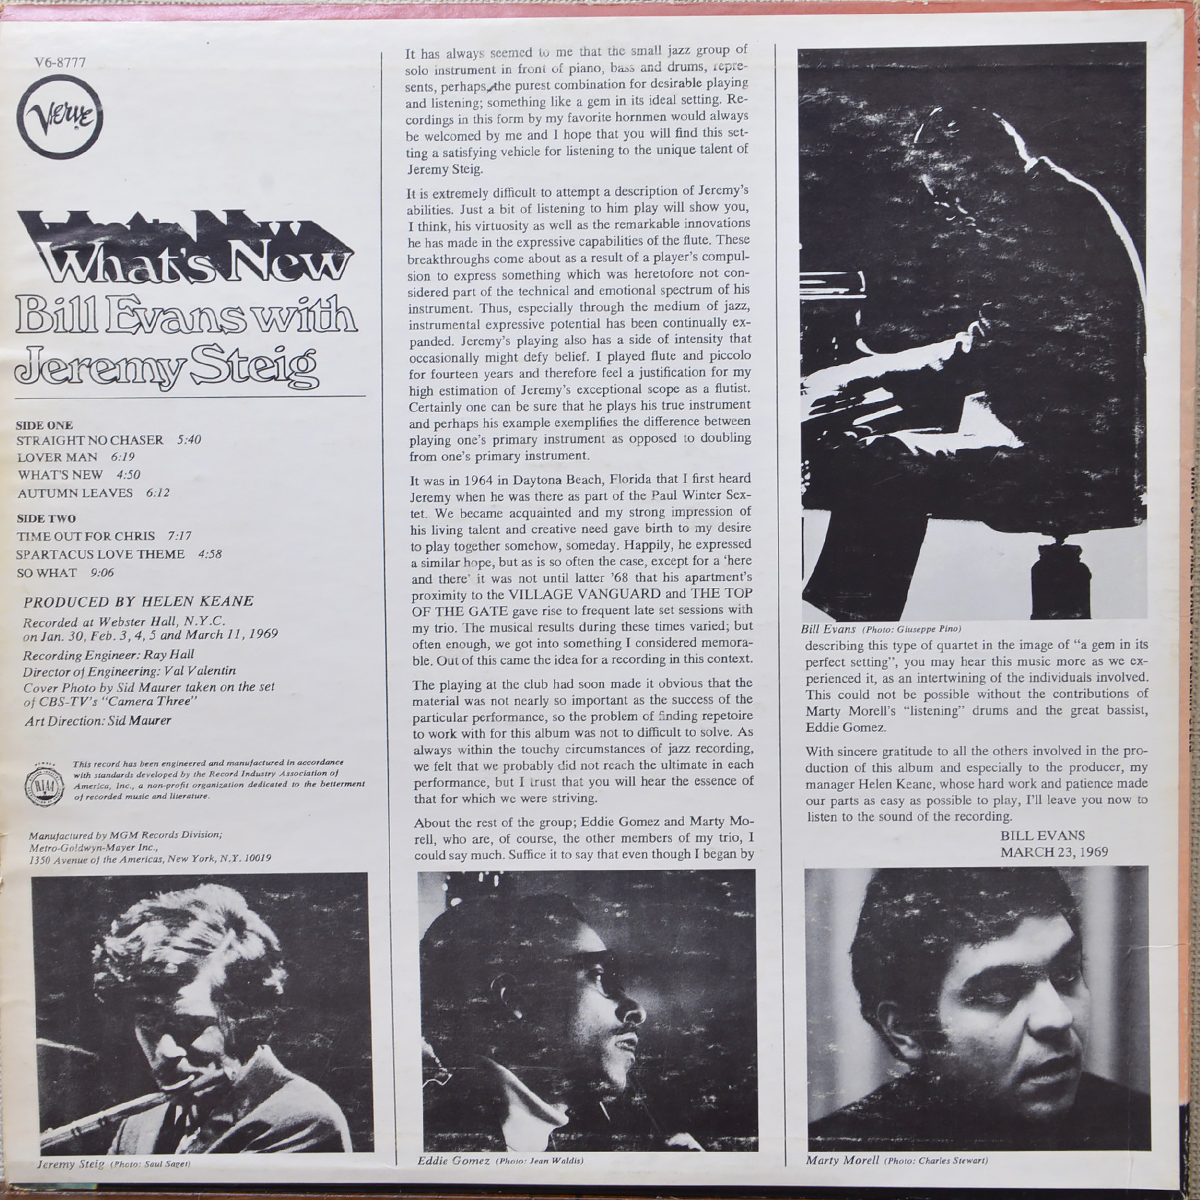 V6-8777
Verve
What's New
Bill Evans with
Jeremy Steig
SIDE ONE
STRAIGHT NO CHASER 5:40
LOVER MAN 6:19
WHAT'S NEW 4:50
AUTUMN LEAVES 6:12
SIDE TWO
TIME OUT FOR CHRIS 7:17
SPARTACUS LOVE THEME 4:58
SO WHAT 9:06
PRODUCED BY HELEN KEANE
Recorded at Webster Hall, N.Y.C.
on Jan. 30, Feb. 3, 4, 5 and March 11, 1969
Recording Engineer: Ray Hall
Director of Engineering: Val Valentin
Cover Photo by Sid Maurer taken on the set
of CBS-TV's "Camera Three"
Art Direction: Sid Maurer
RIAA
This record has been engineered and manufactured in accordance
with standards developed by the Record Industry Association of
America, Inc., a non-profit organization dedicated to the betterment
of recorded music and literature.
Manufactured by MGM Records Division;
Metro-Goldwyn-Mayer Inc.,
1350 Avenue of the Americas, New York, N.Y. 10019
Jeremy Steig (Photo: Saul Saget)
It has always seemed to me that the small jazz group of
solo instrument in front of piano, bass and drums, repre-
sents, perhaps, the purest combination for desirable playing
and listening; something like a gem in its ideal setting. Re-
cordings in this form by my favorite hornmen would always
be welcomed by me and I hope that you will find this set-
ting a satisfying vehicle for listening to the unique talent of
Jeremy Steig.
It is extremely difficult to attempt a description of Jeremy's
abilities. Just a bit of listening to him play will show you,
I think, his virtuosity as well as the remarkable innovations
he has made in the expressive capabilities of the flute. These
breakthroughs come about as a result of a player's compul-
sion to express something which was heretofore not con-
sidered part of the technical and emotional spectrum of his
instrument. Thus, especially through the medium of jazz,
instrumental expressive potential has been continually ex-
panded. Jeremy's playing also has a side of intensity that
occasionally might defy belief. I played flute and piccolo
for fourteen years and therefore feel a justification for my
high estimation of Jeremy's exceptional scope as a flutist.
Certainly one can be sure that he plays his true instrument
and perhaps his example exemplifies the difference between
playing one's primary instrument as opposed to doubling
from one's primary instrument.
It was in 1964 in Daytona Beach, Florida that I first heard
Jeremy when he was there as part of the Paul Winter Sex-
tet. We became acquainted and my strong impression of
his living talent and creative need gave birth to my desire
to play together somehow, someday. Happily, he expressed
a similar hope, but as is so often the case, except for a 'here
and there' it was not until latter '68 that his apartment's
proximity to the VILLAGE VANGUARD and THE TOP
OF THE GATE gave rise to frequent late set sessions with
my trio. The musical results during these times varied; but
often enough, we got into something I considered memora-
ble. Out of this came the idea for a recording in this context.
The playing at the club had soon made it obvious that the
material was not nearly so important as the success of the
particular performance, so the problem of finding repetoire
to work with for this album was not to difficult to solve. As
always within the touchy circumstances of jazz recording,
we felt that we probably did not reach the ultimate in each
performance, but I trust that you will hear the essence of
that for which we were striving.
About the rest of the group; Eddie Gomez and Marty Mo-
rell, who are, of course, the other members of my trio, I
could say much. Suffice it to say that even though I began by
Eddie Gomez (Photo: Jean Waldis)
Bill Evans (Photo: Giuseppe Pino)
describing this type of quartet in the image of "a gem in its
perfect setting", you may hear this music more as we ex-
perienced it, as an intertwining of the individuals involved.
This could not be possible without the contributions of
Marty Morell's "listening" drums and the great bassist,
Eddie Gomez.
With sincere gratitude to all the others involved in the pro-
duction of this album and especially to the producer, my
manager Helen Keane, whose hard work and patience made
our parts as easy as possible to play, I'll leave you now to
listen to the sound of the recording.
BILL EVANS
MARCH 23, 1969
Marty Morell (Photo: Charles Stewart)